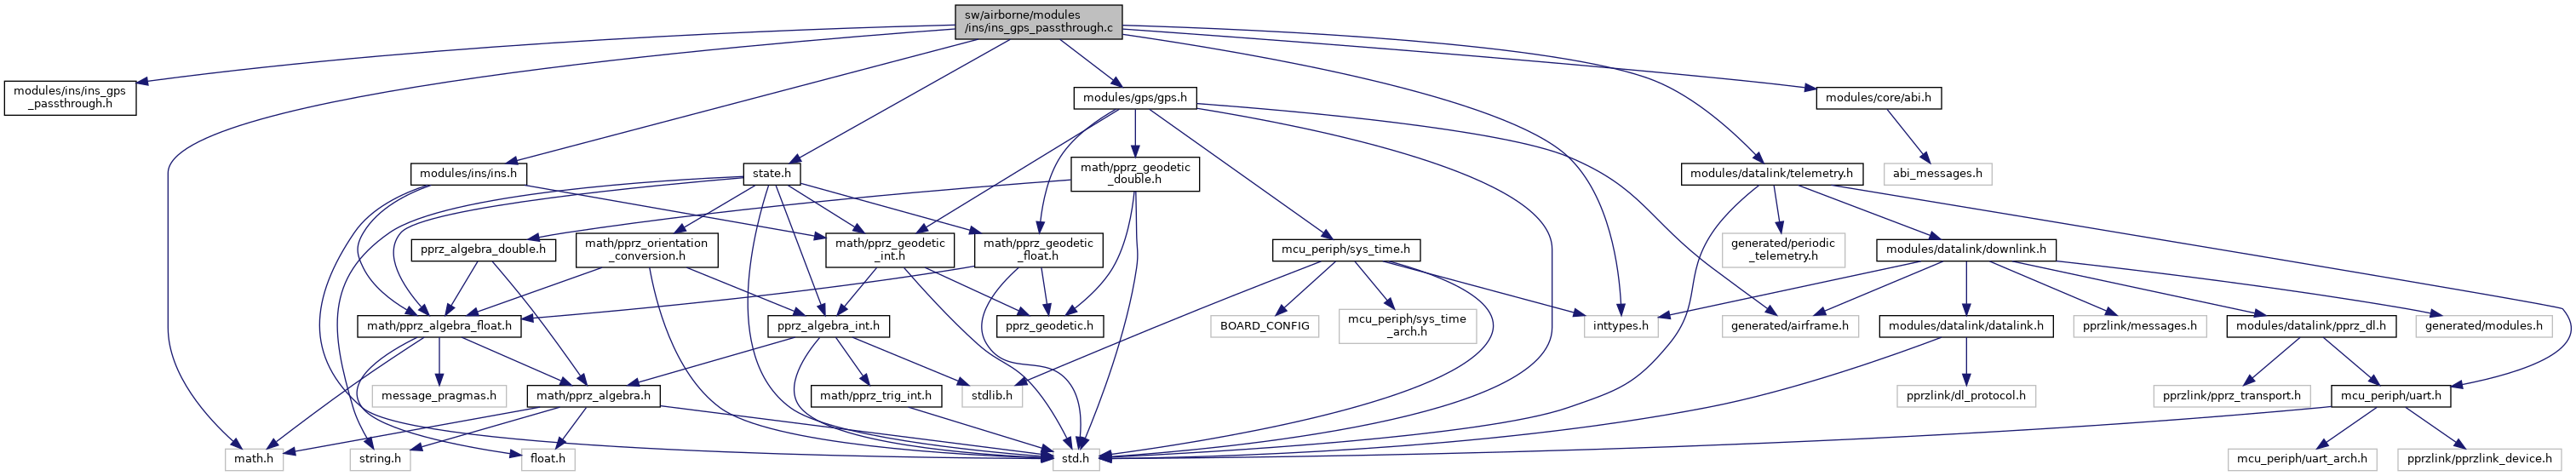 sw/airborne/modules
/ins/ins_gps_passthrough.c
modules/ins/ins_gps
_passthrough.h
modules/gps/gps.h
modules/core/abi.h
modules/ins/ins.h
state.h
math/pprz_geodetic
_double.h
modules/datalink/telemetry.h
abi_messages.h
pprz_algebra_double.h
math/pprz_orientation
_conversion.h
math/pprz_geodetic
_int.h
math/pprz_geodetic
_float.h
mcu_periph/sys_time.h
generated/periodic
_telemetry.h
modules/datalink/downlink.h
math/pprz_algebra_float.h
pprz_algebra_int.h
pprz_geodetic.h
BOARD_CONFIG
mcu_periph/sys_time
_arch.h
inttypes.h
generated/airframe.h
modules/datalink/datalink.h
pprzlink/messages.h
modules/datalink/pprz_dl.h
generated/modules.h
message_pragmas.h
math/pprz_algebra.h
math/pprz_trig_int.h
stdlib.h
pprzlink/dl_protocol.h
pprzlink/pprz_transport.h
mcu_periph/uart.h
math.h
string.h
float.h
std.h
mcu_periph/uart_arch.h
pprzlink/pprzlink_device.h